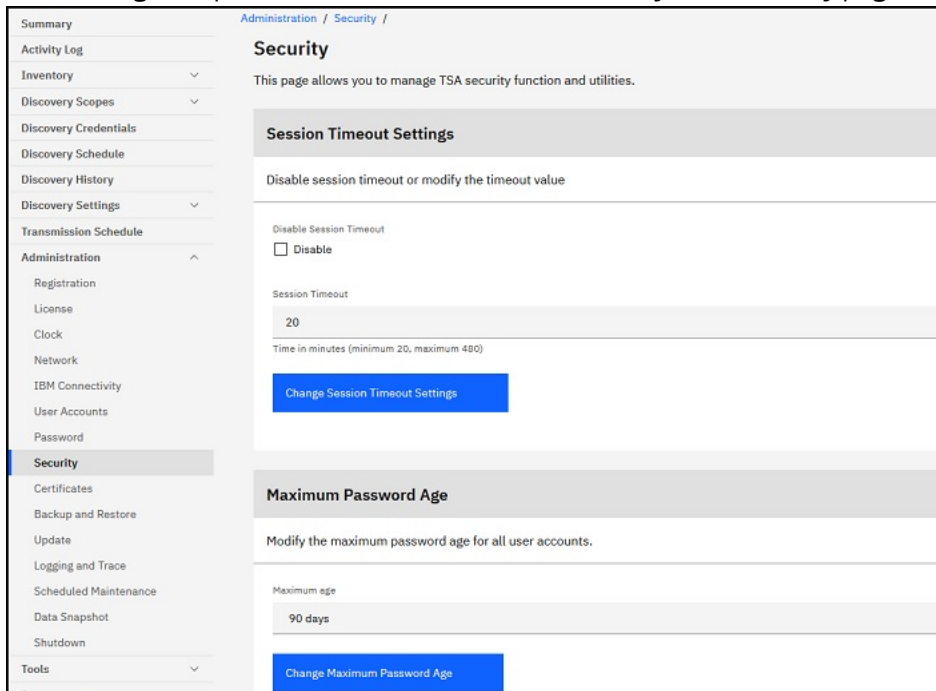 Summary
Activity Log
Inventory
Discovery Scopes
Discovery Credentials
Discovery Schedule
Discovery History
Discovery Settings
Transmission Schedule
Administration
Registration
License
Clock
Network
IBM Connectivity
User Accounts
Password
Security
Certificates
Backup and Restore
Update
Logging and Trace
Scheduled Maintenance
Data Snapshot
Shutdown
Tools
Administration / Security /
Security
This page allows you to manage TSA security function and utilities.
Session Timeout Settings
Disable session timeout or modify the timeout value
Disable Session Timeout
Disable
Session Timeout
20
Time in minutes (minimum 20, maximum 480)
Change Session Timeout Settings
Maximum Password Age
Modify the maximum password age for all user accounts.
Maximum age
90 days
Change Maximum Password Age